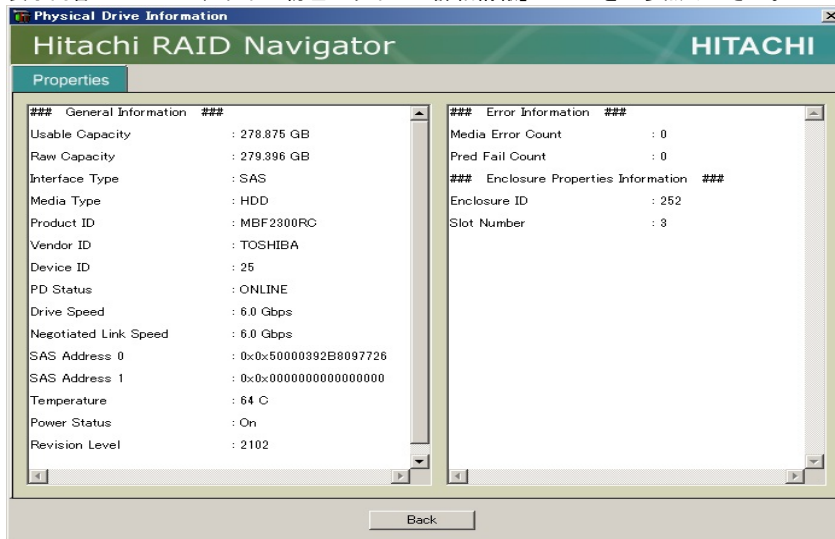 Physical Drive Information
Hitachi RAID Navigator
HITACHI
Properties
### General Information ###
Usable Capacity : 278.875 GB
Raw Capacity : 279.396 GB
Interface Type : SAS
Media Type : HDD
Product ID : MBF2300RC
Vendor ID : TOSHIBA
Device ID : 25
PD Status : ONLINE
Drive Speed : 6.0 Gbps
Negotiated Link Speed : 6.0 Gbps
SAS Address 0 : 0x0x50000392B8097726
SAS Address 1 : 0x0x0000000000000000
Temperature : 64 C
Power Status : On
Revision Level : 2102
### Error Information ###
Media Error Count : 0
Pred Fail Count : 0
### Enclosure Properties Information ###
Enclosure ID : 252
Slot Number : 3
Back